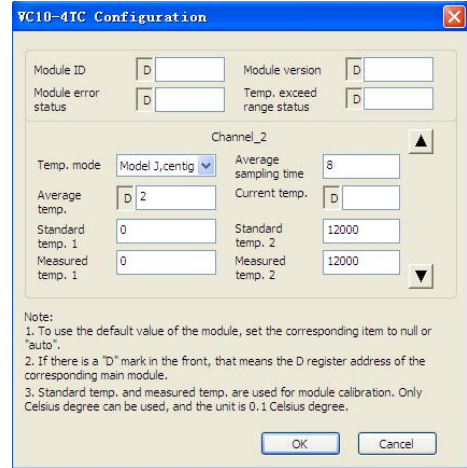 VC10-4TC Configuration
Module ID D Module version D
Module error status D Temp. exceed range status D
Channel_2
Temp. mode Model J,centig Average sampling time 8
Average temp. D 2 Current temp. D
Standard temp. 1 0 Standard temp. 2 12000
Measured temp. 1 0 Measured temp. 2 12000
Note:
1. To use the default value of the module, set the corresponding item to null or
"auto".
2. If there is a "D" mark in the front, that means the D register address of the
corresponding main module.
3. Standard temp. and measured temp. are used for module calibration. Only
Celsius degree can be used, and the unit is 0.1 Celsius degree.
OK Cancel